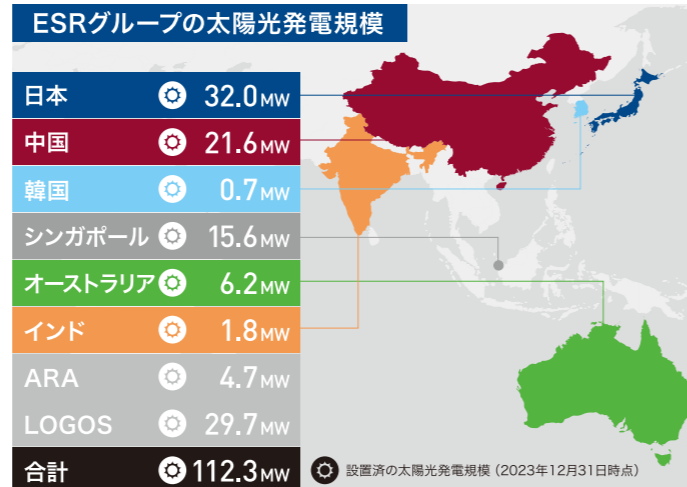 ESRグループの太陽光発電規模
日本 32.0MW
中国 21.6MW
韓国 0.7MW
シンガポール 15.6MW
オーストラリア 6.2MW
インド 1.8MW
ARA 4.7MW
LOGOS 29.7MW
合計 112.3MW
設置済の太陽光発電規模（2023年12月31日時点）